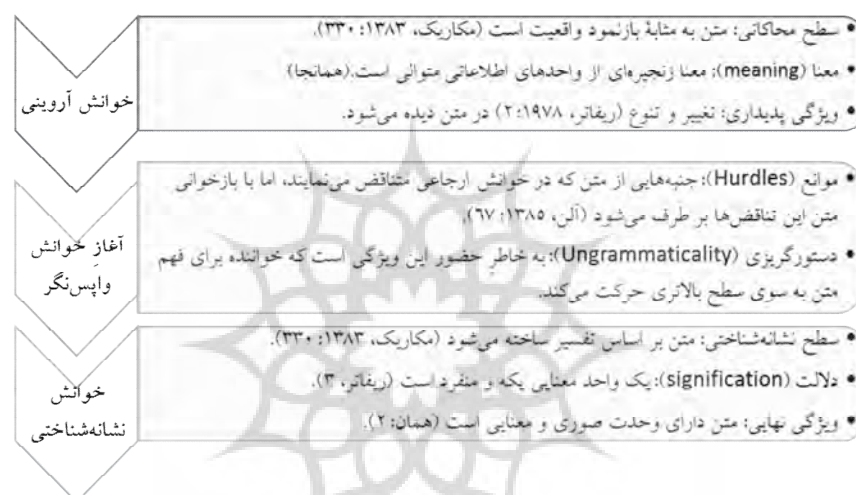 خوانش آروینی
• سطح محاکاتی: متن به مثابۀ بازنمود واقعیت است (مکاریک، ۱۳۸۳: ۳۳۰).
• معنا (meaning): معنا زنجیره‌ای از واحدهای اطلاعاتی متوالی است.(همانجا)
• ویژگی پدیداری: تغییر و تنوع (ریفاتر، ۱۹۷۸: ۲) در متن دیده می‌شود.
آغازِ خوانش
واپس‌نگر
• موانع (Hurdles): جنبه‌هایی از متن که در خوانش ارجاعی متناقض می‌نمایند، اما با بازخوانی
متن این تناقض‌ها بر طرف می‌شود (آلن، ۱۳۸۵: ۶۷).
• دستورگریزی (Ungrammaticality): به خاطرِ حضور این ویژگی است که خواننده برای فهم
متن به سوی سطح بالاتری حرکت می‌کند.
خوانش
نشانه‌شناختی
• سطح نشانه‌شناختی: متن بر اساس تفسیر ساخته می‌شود (مکاریک، ۱۳۸۳: ۳۳۰).
• دلالت (signification): یک واحد معنایی یکه و منفرد است (ریفاتر، ۳).
• ویژگی نهایی: متن دارای وحدت صوری و معنایی است (همان: ۲).